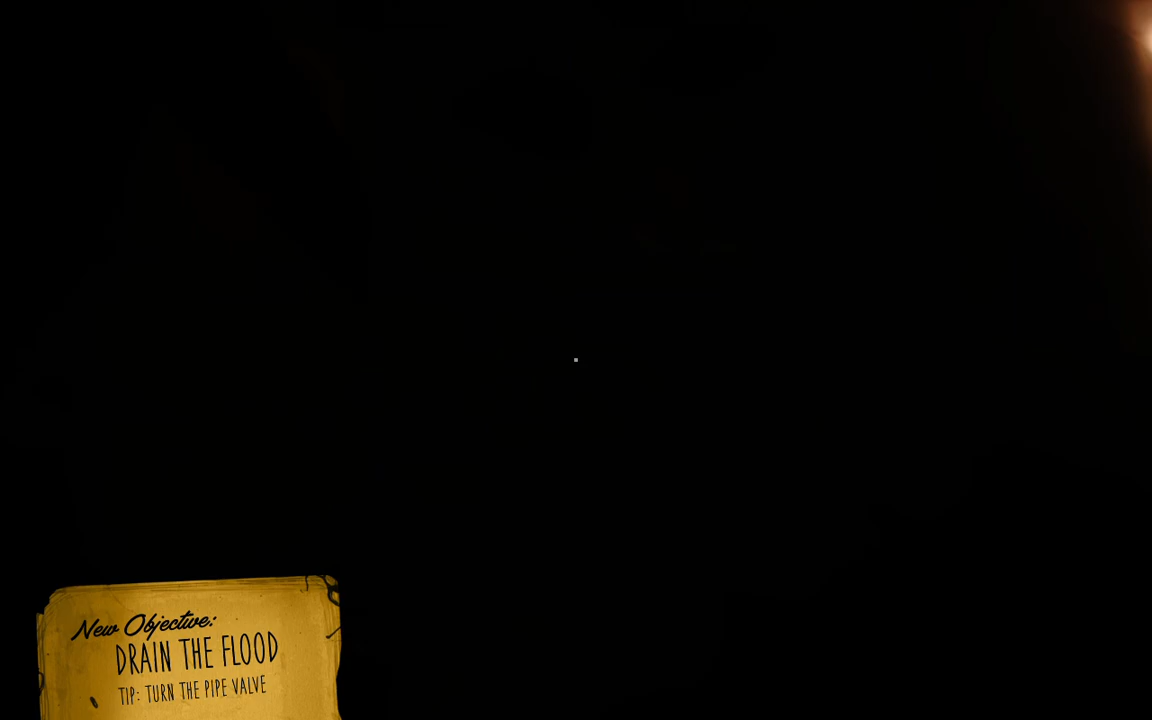 New Objective:
DRAIN THE FLOOD
TIP: TURN THE PIPE VALVE